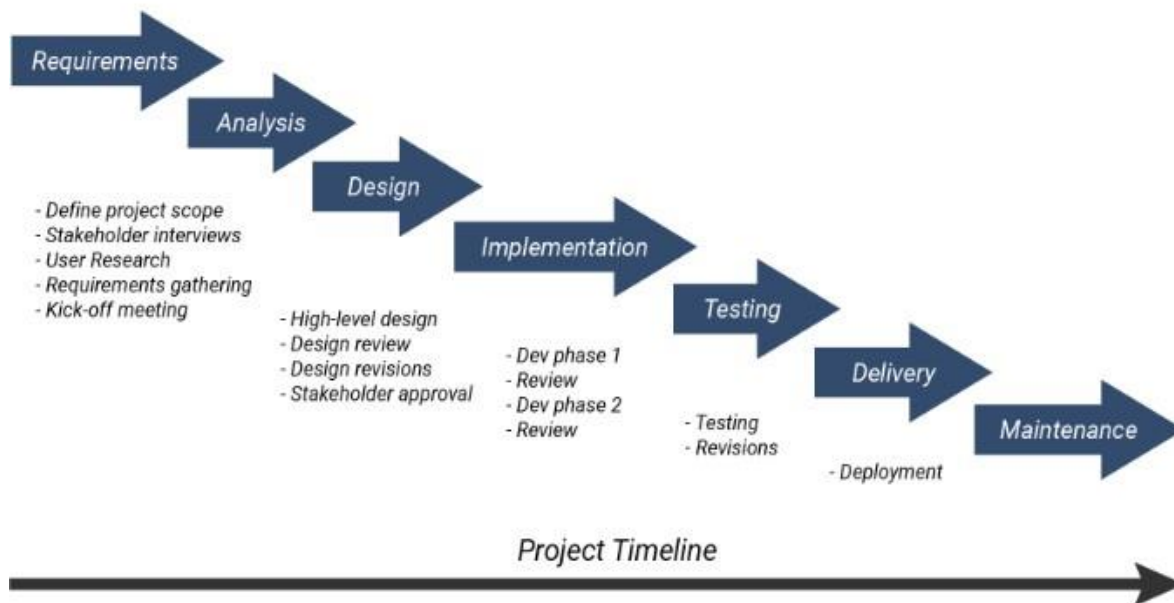 Requirements
Analysis
Design
- Define project scope
- Stakeholder interviews
- User Research
- Requirements gathering
- Kick-off meeting
Implementation
- High-level design
- Design review
- Design revisions
- Stakeholder approval
Testing
- Dev phase 1
- Review
- Dev phase 2
- Review
Delivery
- Testing
- Revisions
Maintenance
- Deployment
Project Timeline